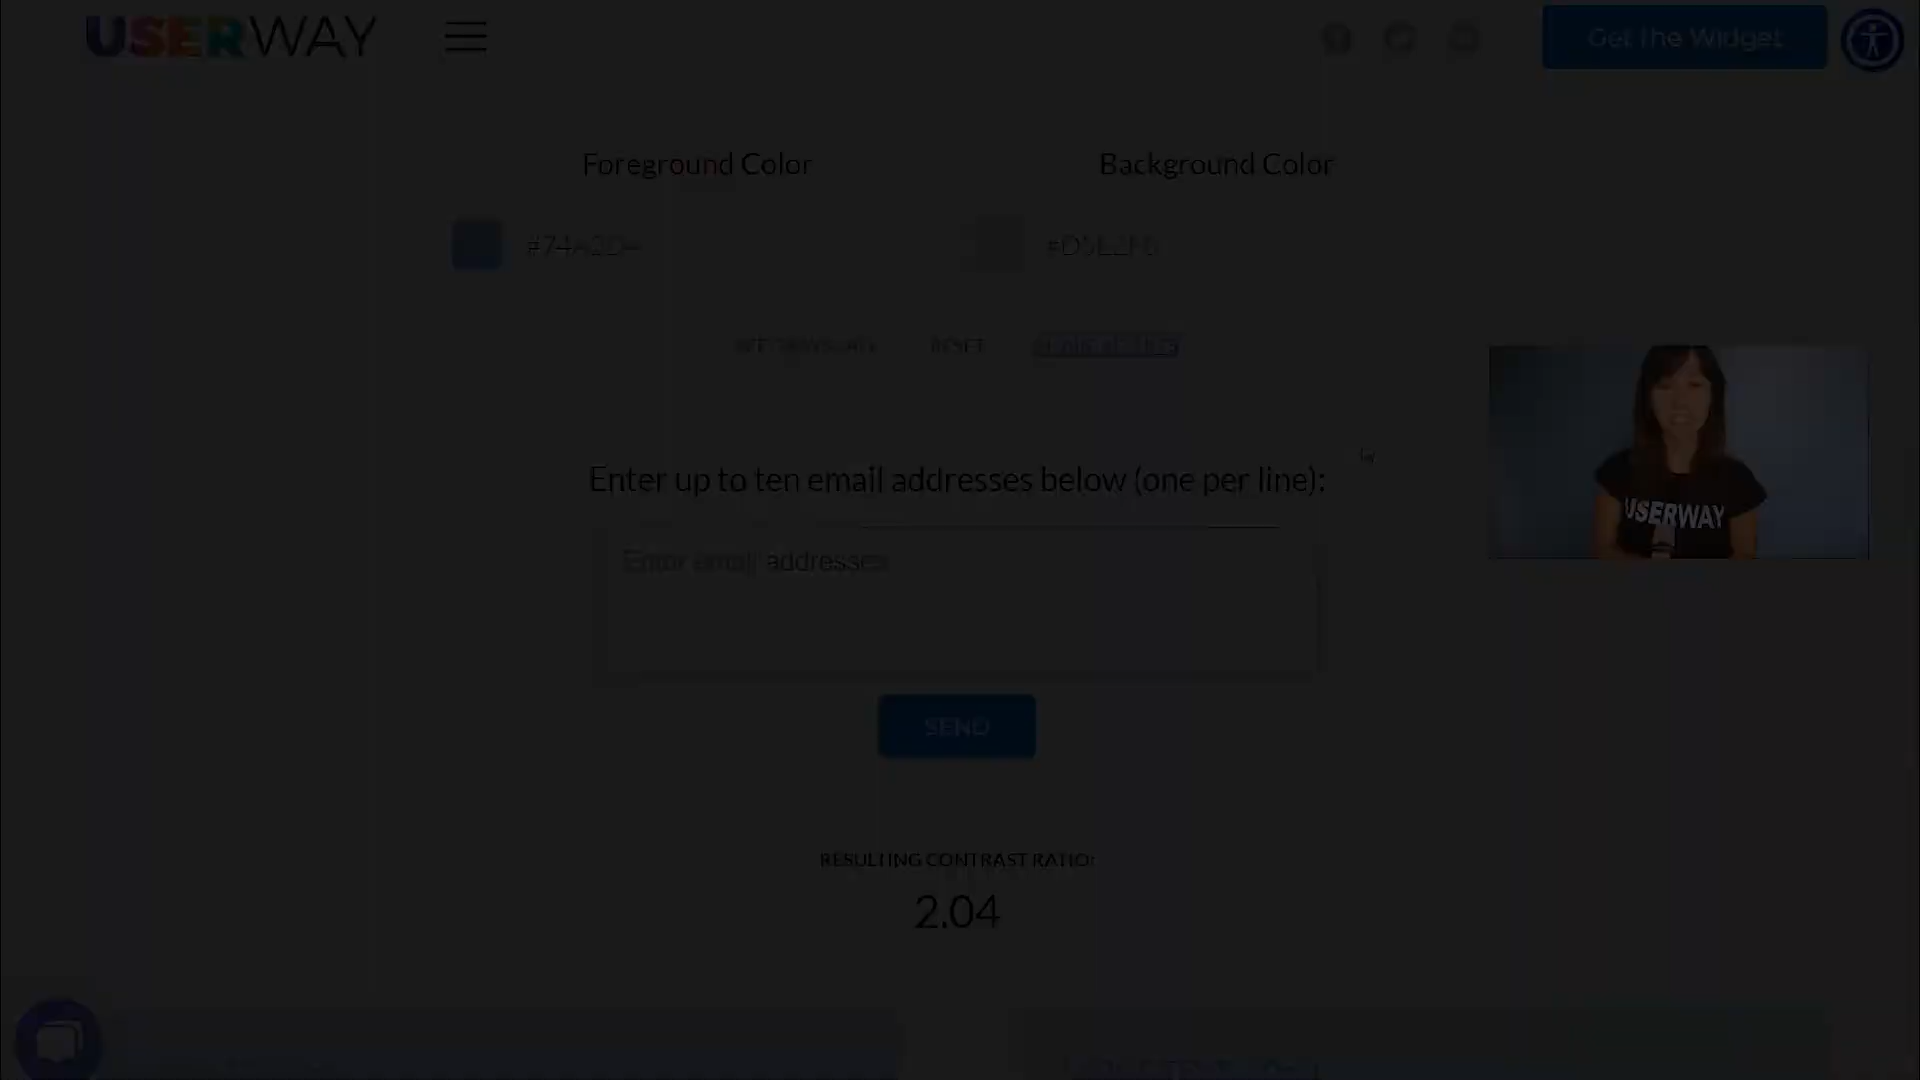 USERWAY
Get the Widget
Foreground Color
Background Color
RESET
Enter up to ten email addresses below (one per line):
Enter email addresses
USERWAY
SEND
RESULTING CONTRAST RATIO:
2.04